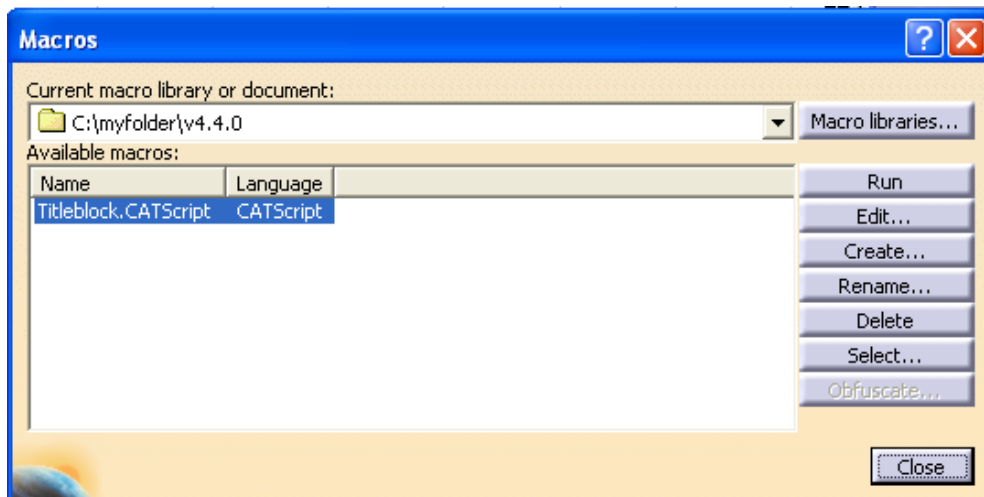 Macros
Current macro library or document:
C:\myfolder\v4.4.0
Macro libraries...
Available macros:
Name Language
Titleblock.CATScript CATScript
Run
Edit...
Create...
Rename...
Delete
Select...
Obfuscate...
Close